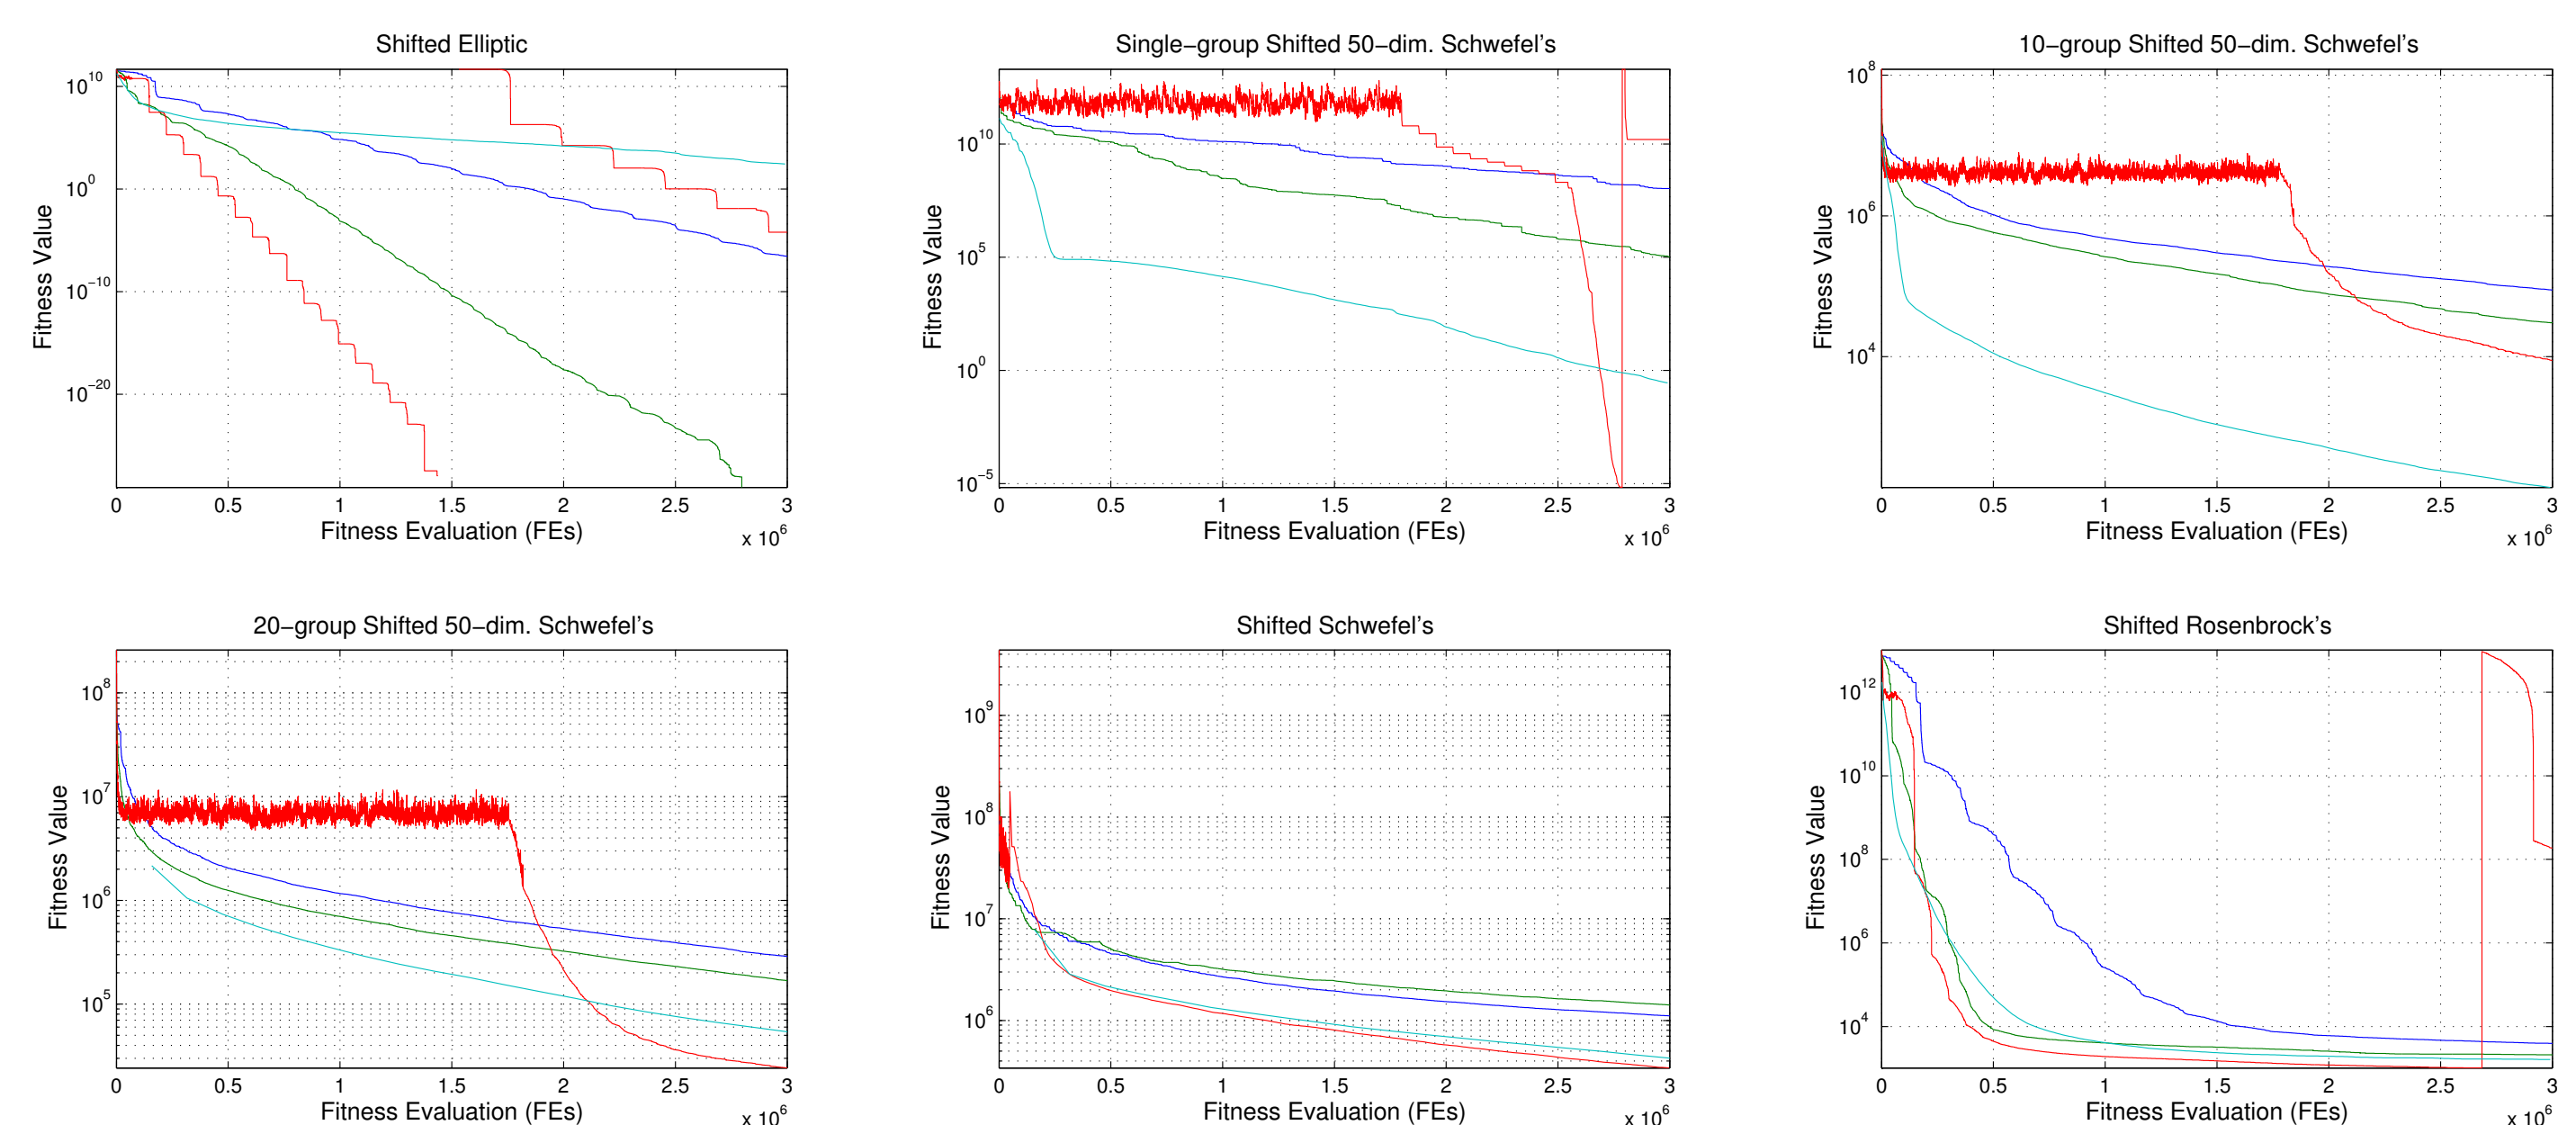 Shifted Elliptic
Fitness Value
10^10
10^0
10^−10
10^−20
0 0.5 1 1.5 2 2.5 3
Fitness Evaluation (FEs)
x 10^6
Single−group Shifted 50−dim. Schwefel's
Fitness Value
10^10
10^5
10^0
10^−5
0 0.5 1 1.5 2 2.5 3
Fitness Evaluation (FEs)
x 10^6
10−group Shifted 50−dim. Schwefel's
Fitness Value
10^8
10^6
10^4
0 0.5 1 1.5 2 2.5 3
Fitness Evaluation (FEs)
x 10^6
20−group Shifted 50−dim. Schwefel's
Fitness Value
10^8
10^7
10^6
10^5
0 0.5 1 1.5 2 2.5 3
Fitness Evaluation (FEs)
x 10^6
Shifted Schwefel's
Fitness Value
10^9
10^8
10^7
10^6
0 0.5 1 1.5 2 2.5 3
Fitness Evaluation (FEs)
x 10^6
Shifted Rosenbrock's
Fitness Value
10^12
10^10
10^8
10^6
10^4
0 0.5 1 1.5 2 2.5 3
Fitness Evaluation (FEs)
x 10^6